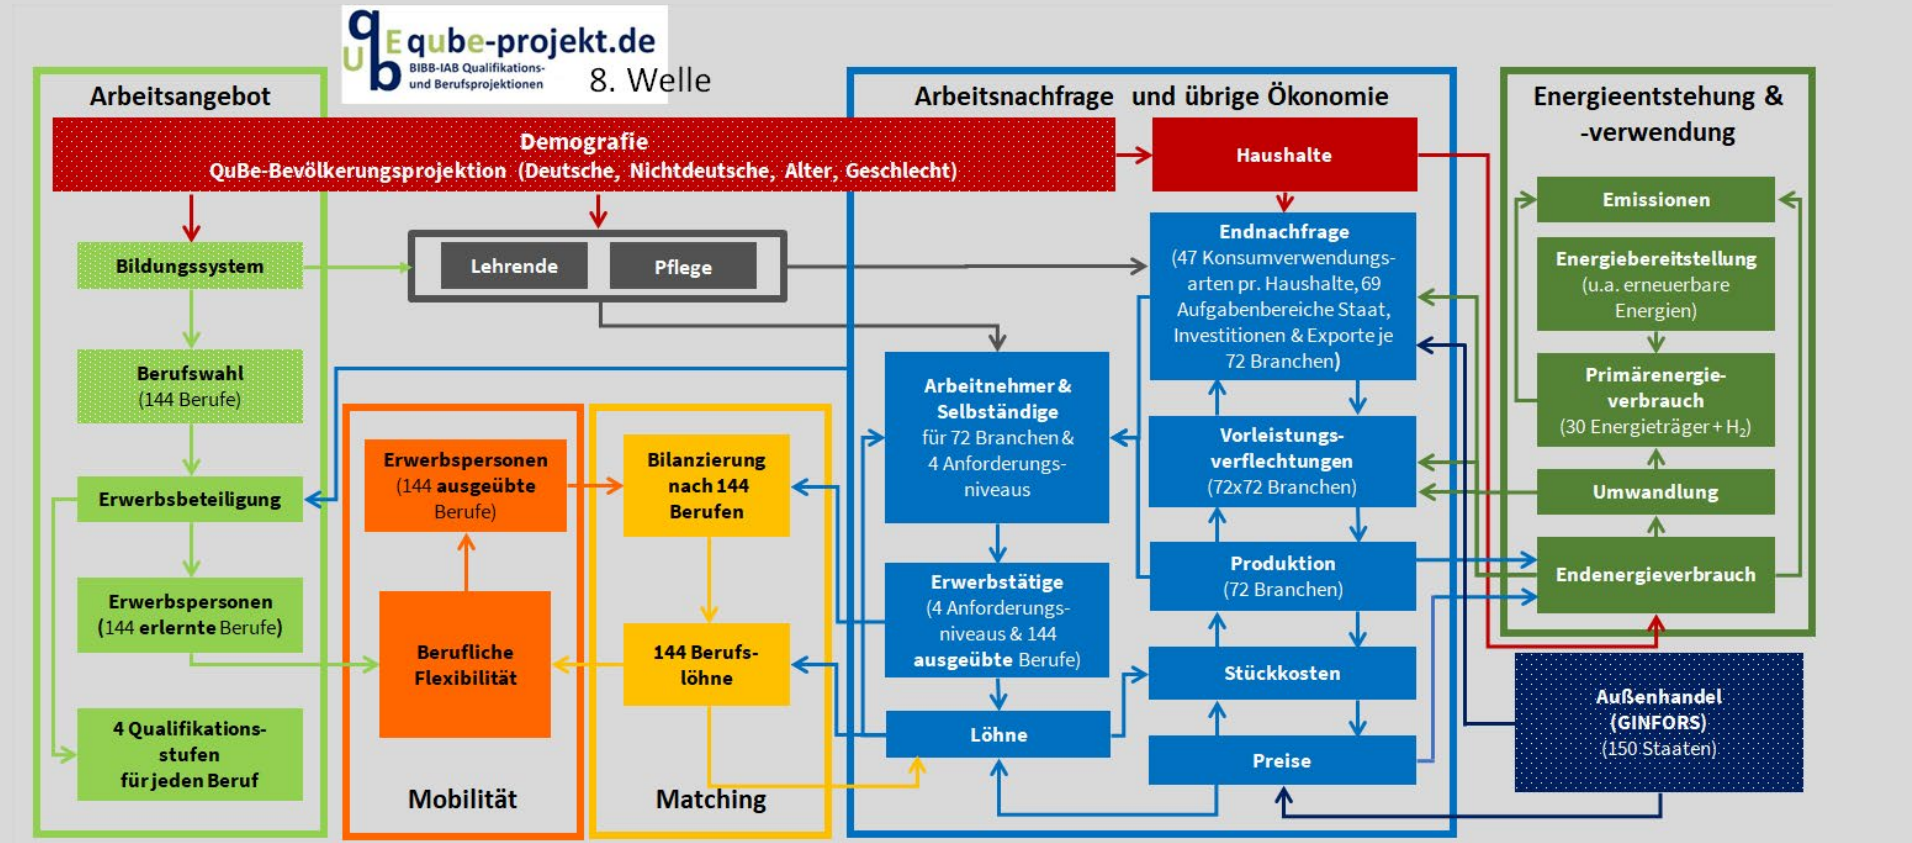 qUEb
qube-projekt.de
BIBB-IAB Qualifikations-
und Berufsprojektionen
8. Welle
Arbeitsangebot
Arbeitsnachfrage und übrige Ökonomie
Energieentstehung &
-verwendung
Demografie
QuBe-Bevölkerungsprojektion (Deutsche, Nichtdeutsche, Alter, Geschlecht)
Haushalte
Bildungssystem
Lehrende
Pflege
Berufswahl
(144 Berufe)
Erwerbsbeteiligung
Erwerbspersonen
(144 erlernte Berufe)
4 Qualifikations-
stufen
für jeden Beruf
Erwerbspersonen
(144 ausgeübte
Berufe)
Berufliche
Flexibilität
Mobilität
Bilanzierung
nach 144
Berufen
144 Berufs-
löhne
Matching
Arbeitnehmer &
Selbständige
für 72 Branchen &
4 Anforderungs-
niveaus
Erwerbstätige
(4 Anforderungs-
niveaus & 144
ausgeübte Berufe)
Löhne
Endnachfrage
(47 Konsumverwendungs-
arten pr. Haushalte, 69
Aufgabenbereiche Staat,
Investitionen & Exporte je
72 Branchen)
Vorleistungs-
verflechtungen
(72x72 Branchen)
Produktion
(72 Branchen)
Stückkosten
Preise
Emissionen
Energiebereitstellung
(u.a. erneuerbare
Energien)
Primärenergie-
verbrauch
(30 Energieträger + H₂)
Umwandlung
Endenergieverbrauch
Außenhandel
(GINFORS)
(150 Staaten)